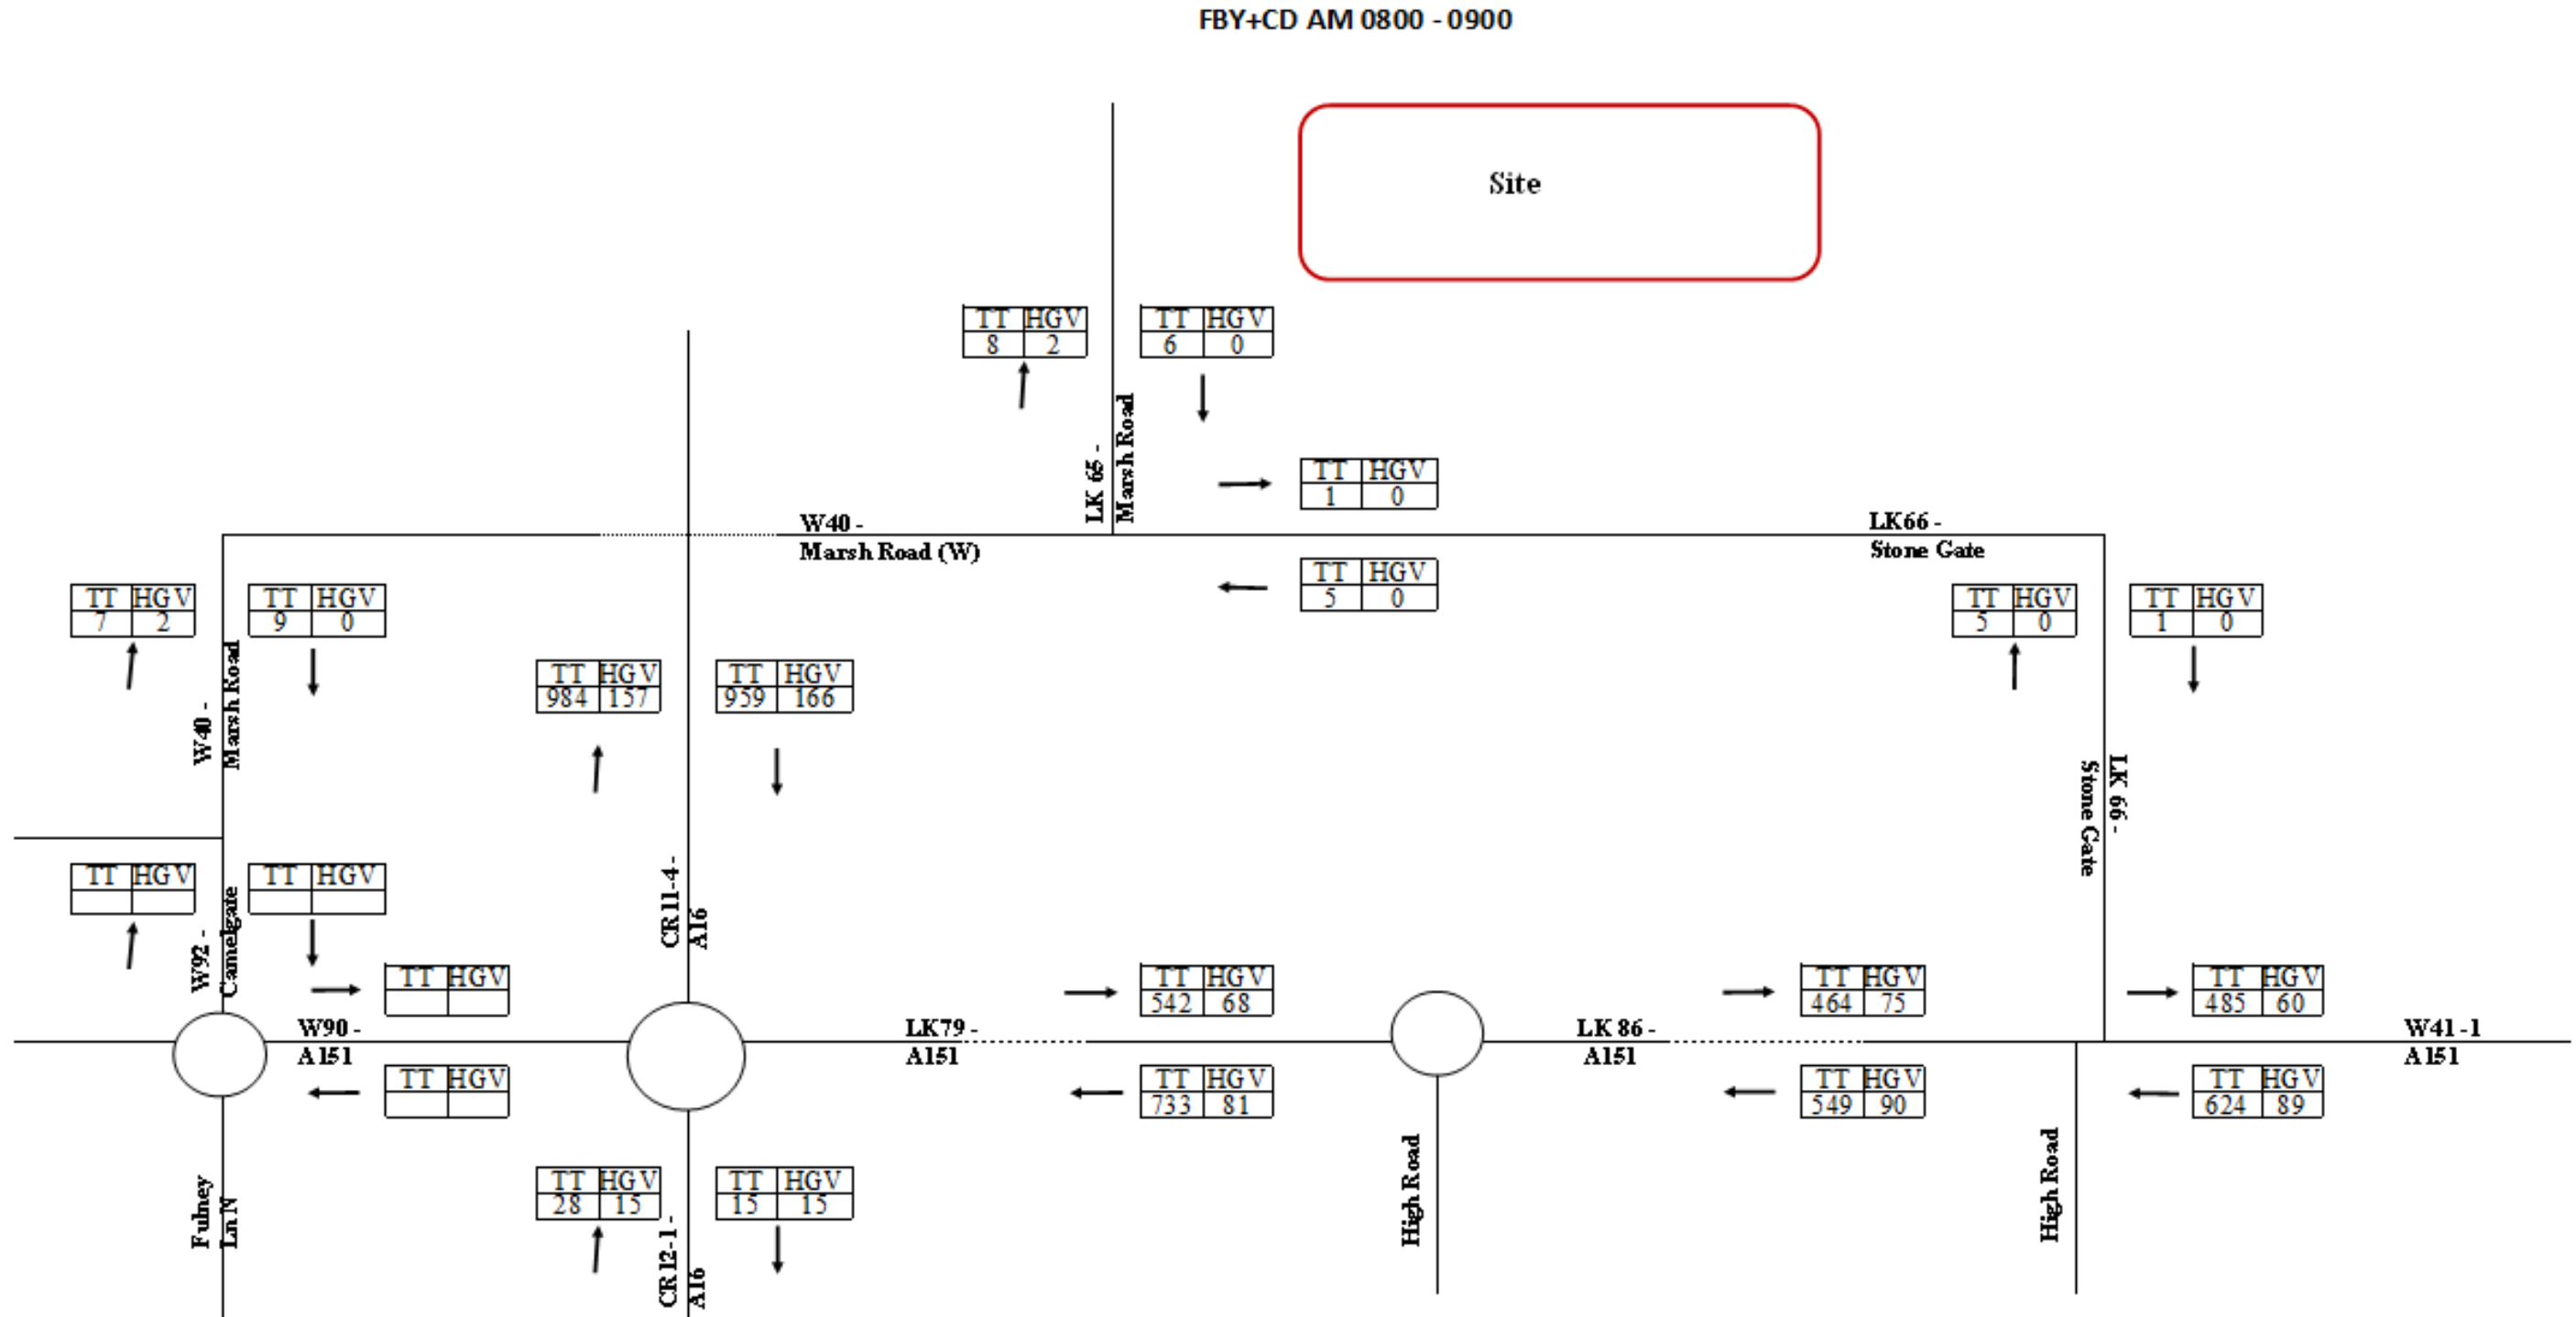 FBY+CD AM 0800 - 0900
Site
TT HGV
8 2
TT HGV
6 0
LK 65 -
Marsh Road
TT HGV
1 0
W40 -
Marsh Road (W)
LK66 -
Stone Gate
TT HGV
5 0
TT HGV
7 2
TT HGV
9 0
W40 -
Marsh Road
TT HGV
984 157
TT HGV
959 166
TT HGV
5 0
TT HGV
1 0
LK 66 -
Stone Gate
TT HGV
TT HGV
W92 -
Camelgate
CR11-4 -
A16
TT HGV
W90 -
A151
TT HGV
LK79 -
A151
TT HGV
542 68
TT HGV
733 81
LK 86 -
A151
TT HGV
464 75
TT HGV
549 90
TT HGV
485 60
W41-1
A151
TT HGV
624 89
Fulney
Ln N
TT HGV
28 15
TT HGV
15 15
CR12-1 -
A16
High Road
High Road